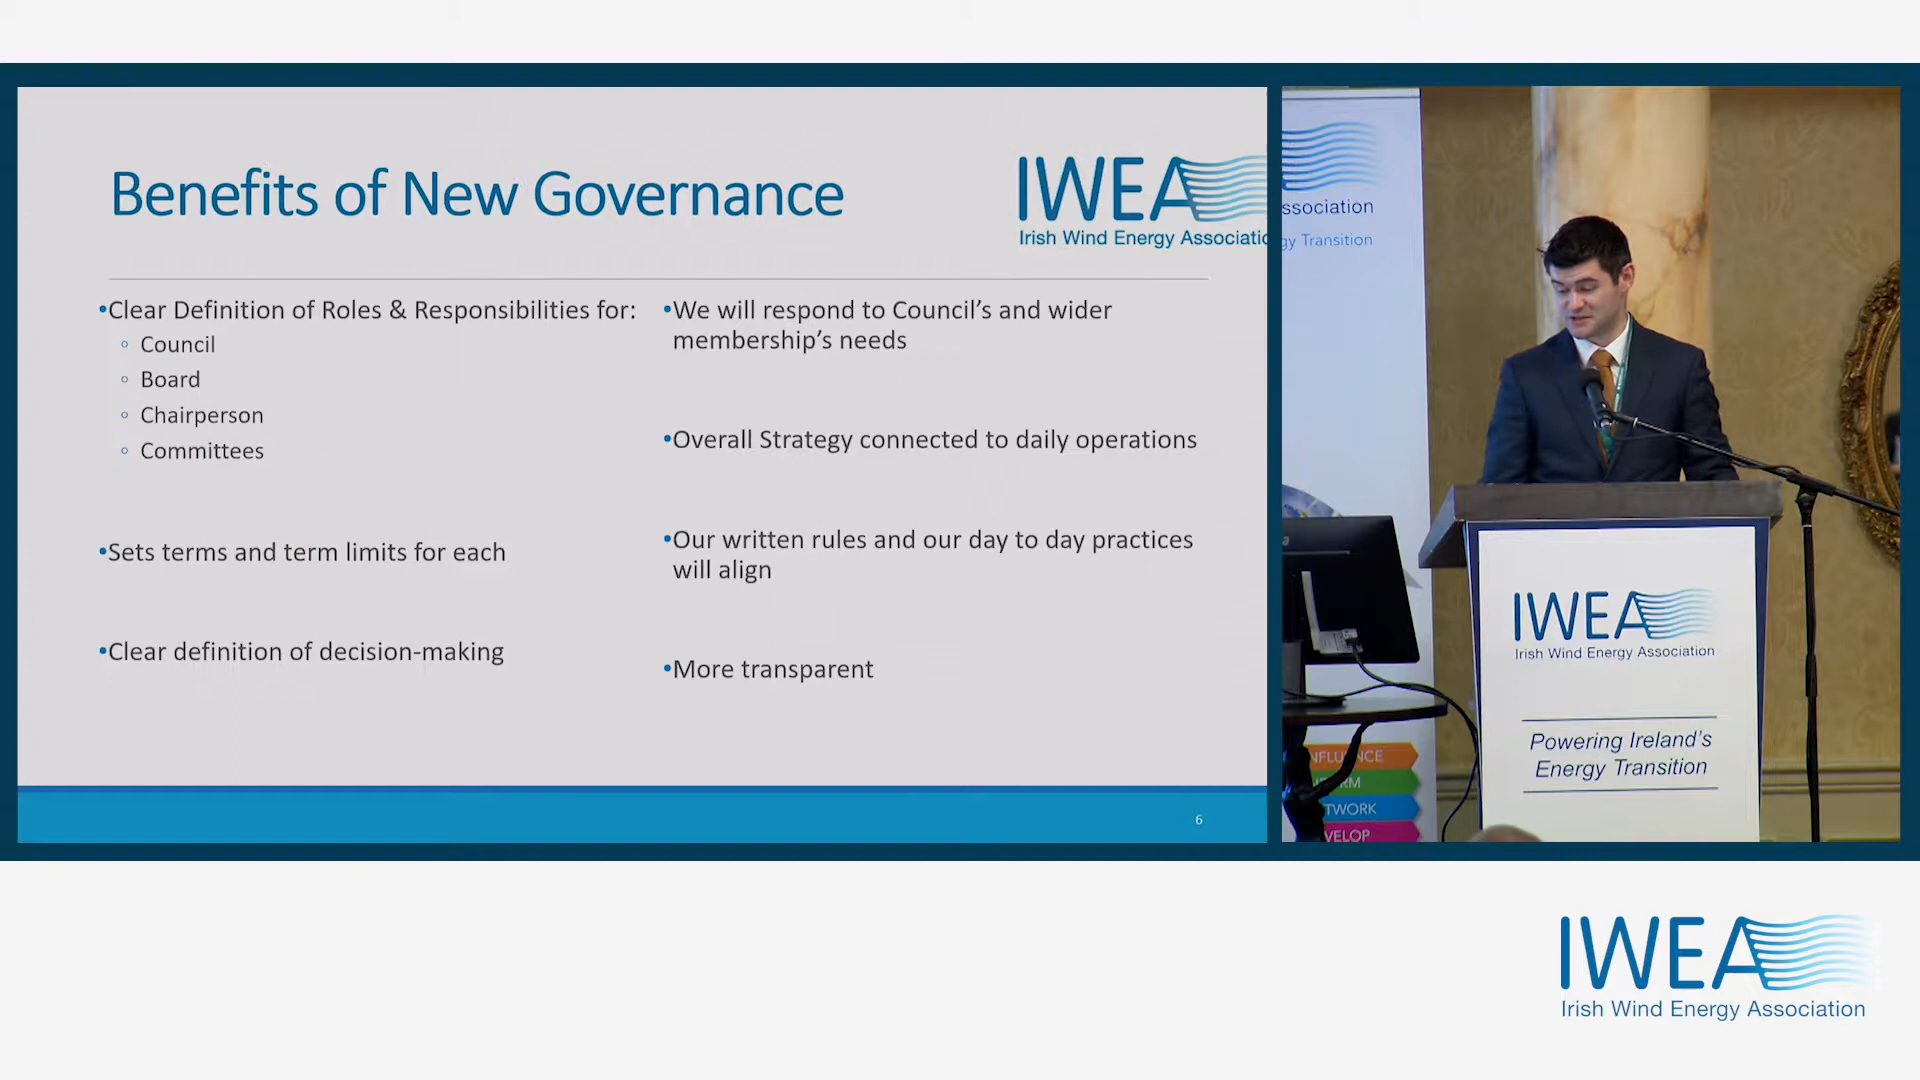 Benefits of New Governance
IWEA
Irish Wind Energy Associatio
•Clear Definition of Roles & Responsibilities for:
◦ Council
◦ Board
◦ Chairperson
◦ Committees
•Sets terms and term limits for each
•Clear definition of decision-making
•We will respond to Council’s and wider
membership’s needs
•Overall Strategy connected to daily operations
•Our written rules and our day to day practices
will align
•More transparent
6
ssociation
gy Transition
NFLUENCE
RM
TWORK
VELOP
IWEA
Irish Wind Energy Association
Powering Ireland’s
Energy Transition
IWEA
Irish Wind Energy Association